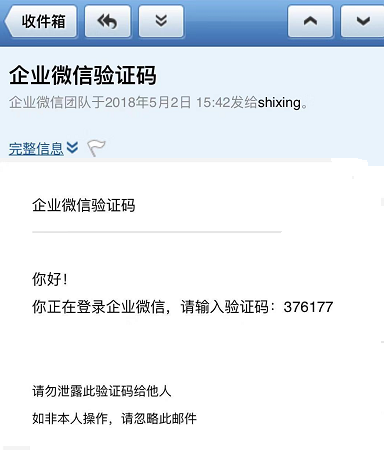 收件箱
企业微信验证码
企业微信团队于2018年5月2日 15:42发给shixing。
完整信息
企业微信验证码
你好！
你正在登录企业微信，请输入验证码：376177
请勿泄露此验证码给他人
如非本人操作，请忽略此邮件